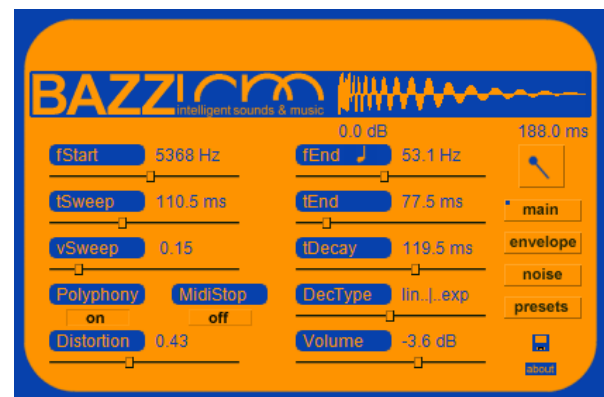 BAZZ ism
intelligent sounds & music
0.0 dB 188.0 ms
fStart 5368 Hz fEnd ♩ 53.1 Hz
tSweep 110.5 ms tEnd 77.5 ms main
vSweep 0.15 tDecay 119.5 ms envelope
noise
Polyphony MidiStop DecType lin..|..exp presets
on off
Distortion 0.43 Volume -3.6 dB
about